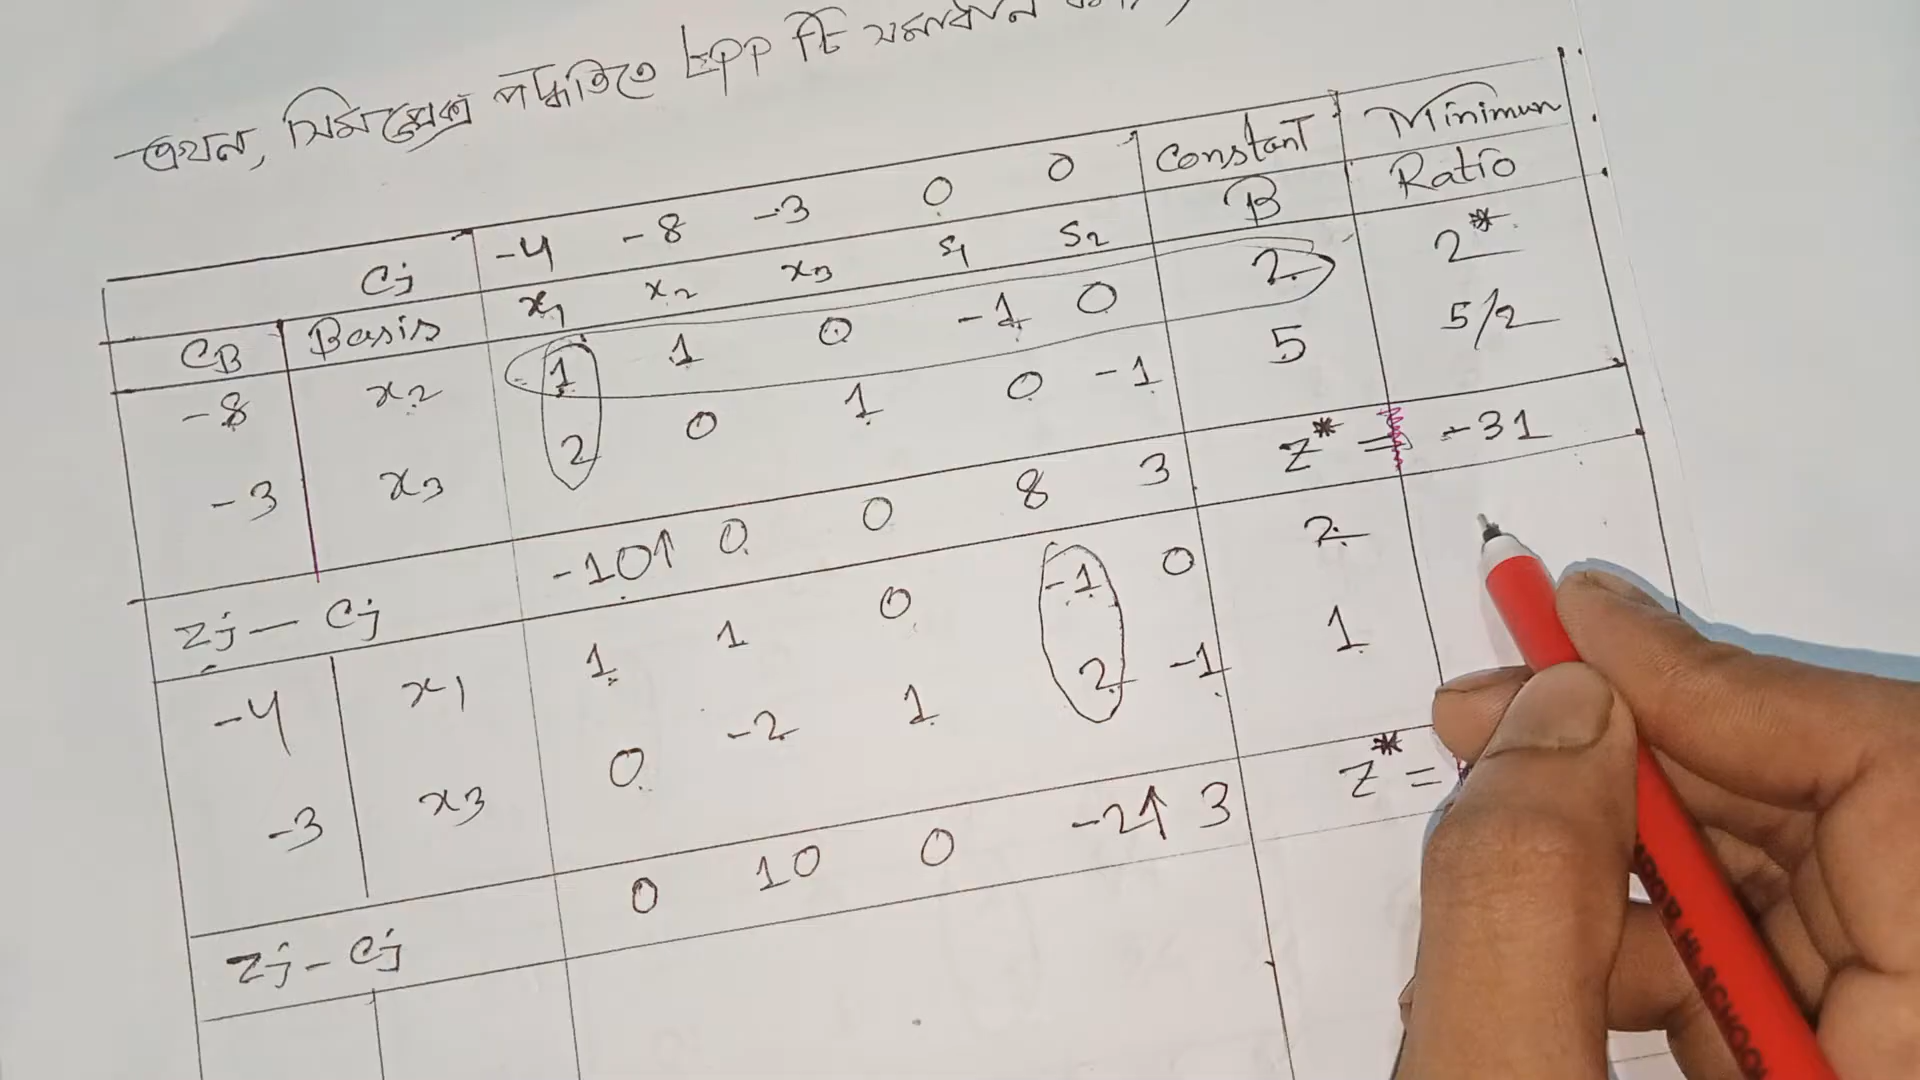 এখন, সিমপ্লেক্স পদ্ধতিতে LPP টি সমাধান
Cj -4 -8 -3 0 0 Constant Minimum
CB Basis x1 x2 x3 S1 S2 B Ratio
-8 x2 1 1 0 -1 0 2 2*
-3 x3 2 0 1 0 -1 5 5/2
Zj - Cj -10↑ 0 0 8 3 Z* = -31
-4 x1 1 1 0 -1 0 2
-3 x3 0 -2 1 2 -1 1
Zj - Cj 0 10 0 -2↑ 3 Z* =